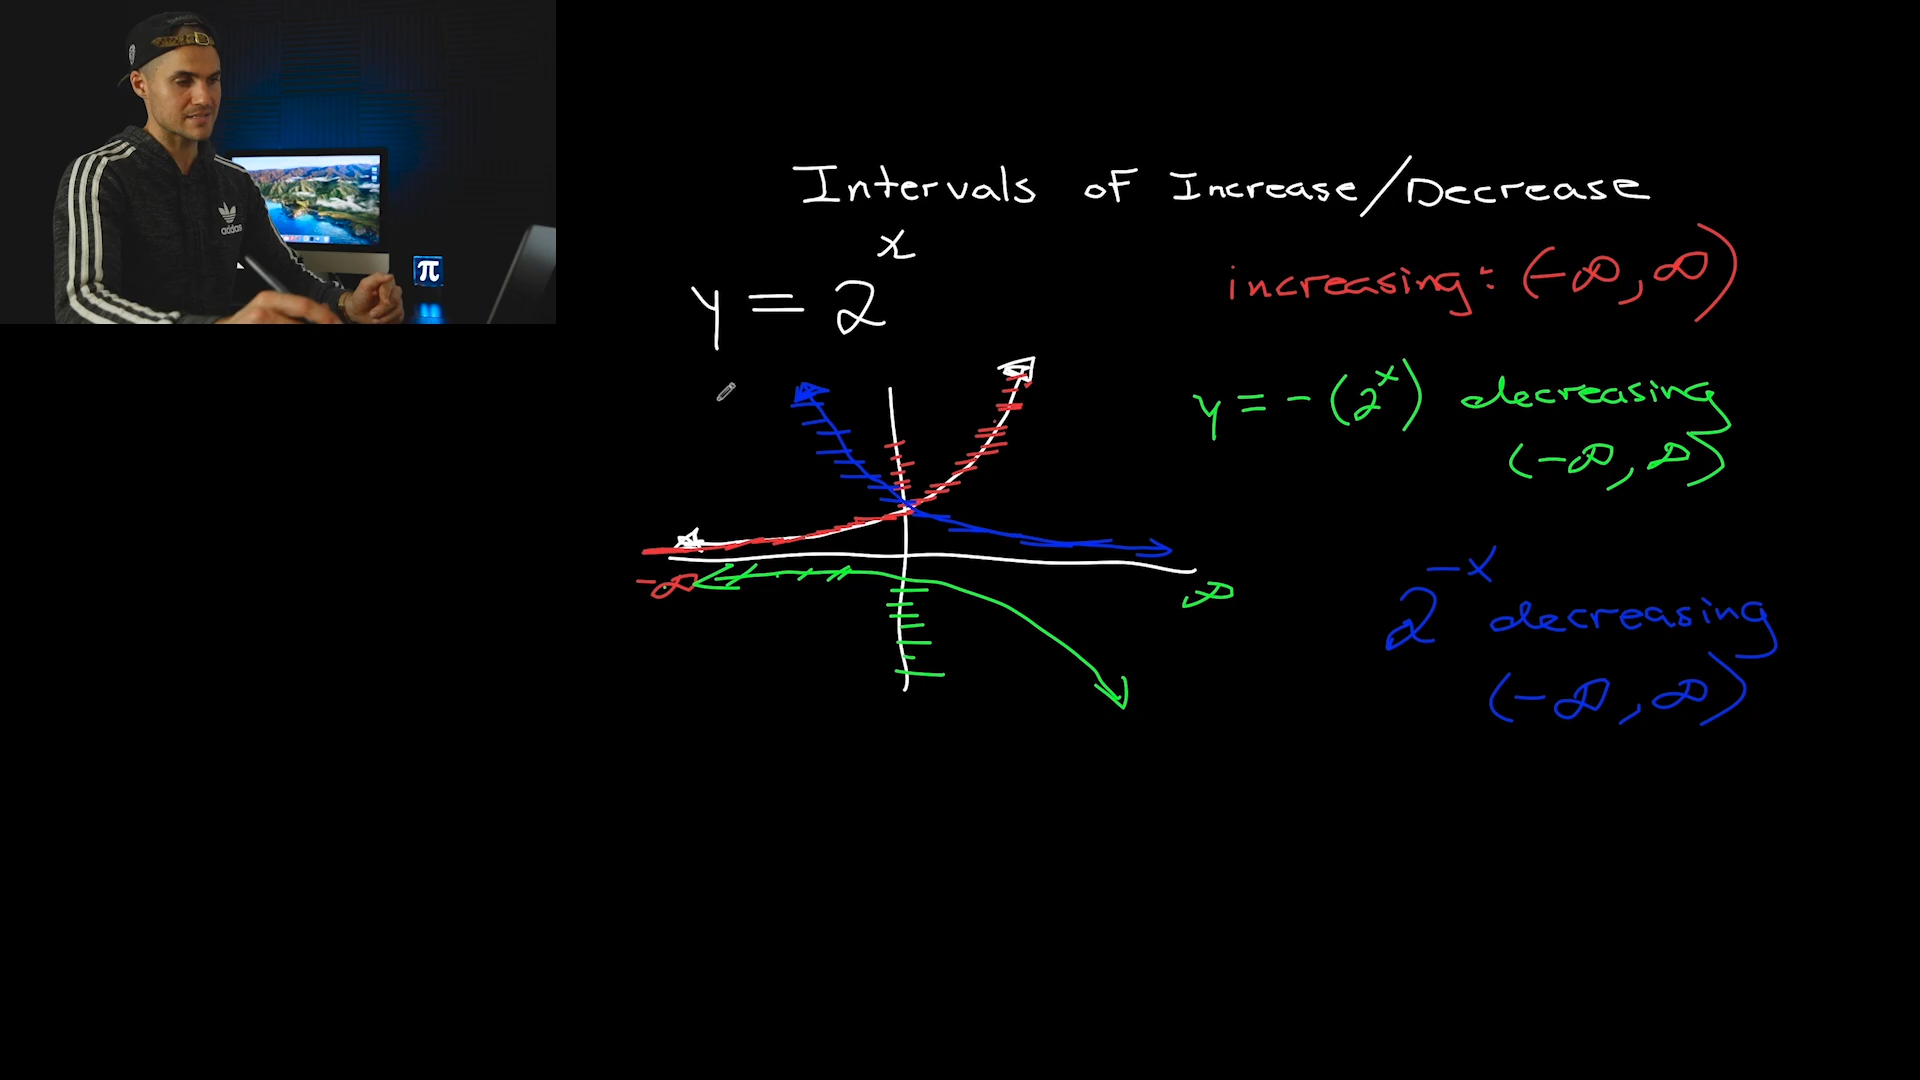 adidas
π
Intervals of Increase/Decrease
y = 2^x
increasing: (-∞, ∞)
y = -(2^x) decreasing
(-∞, ∞)
-∞
∞
2^-x decreasing
(-∞, ∞)